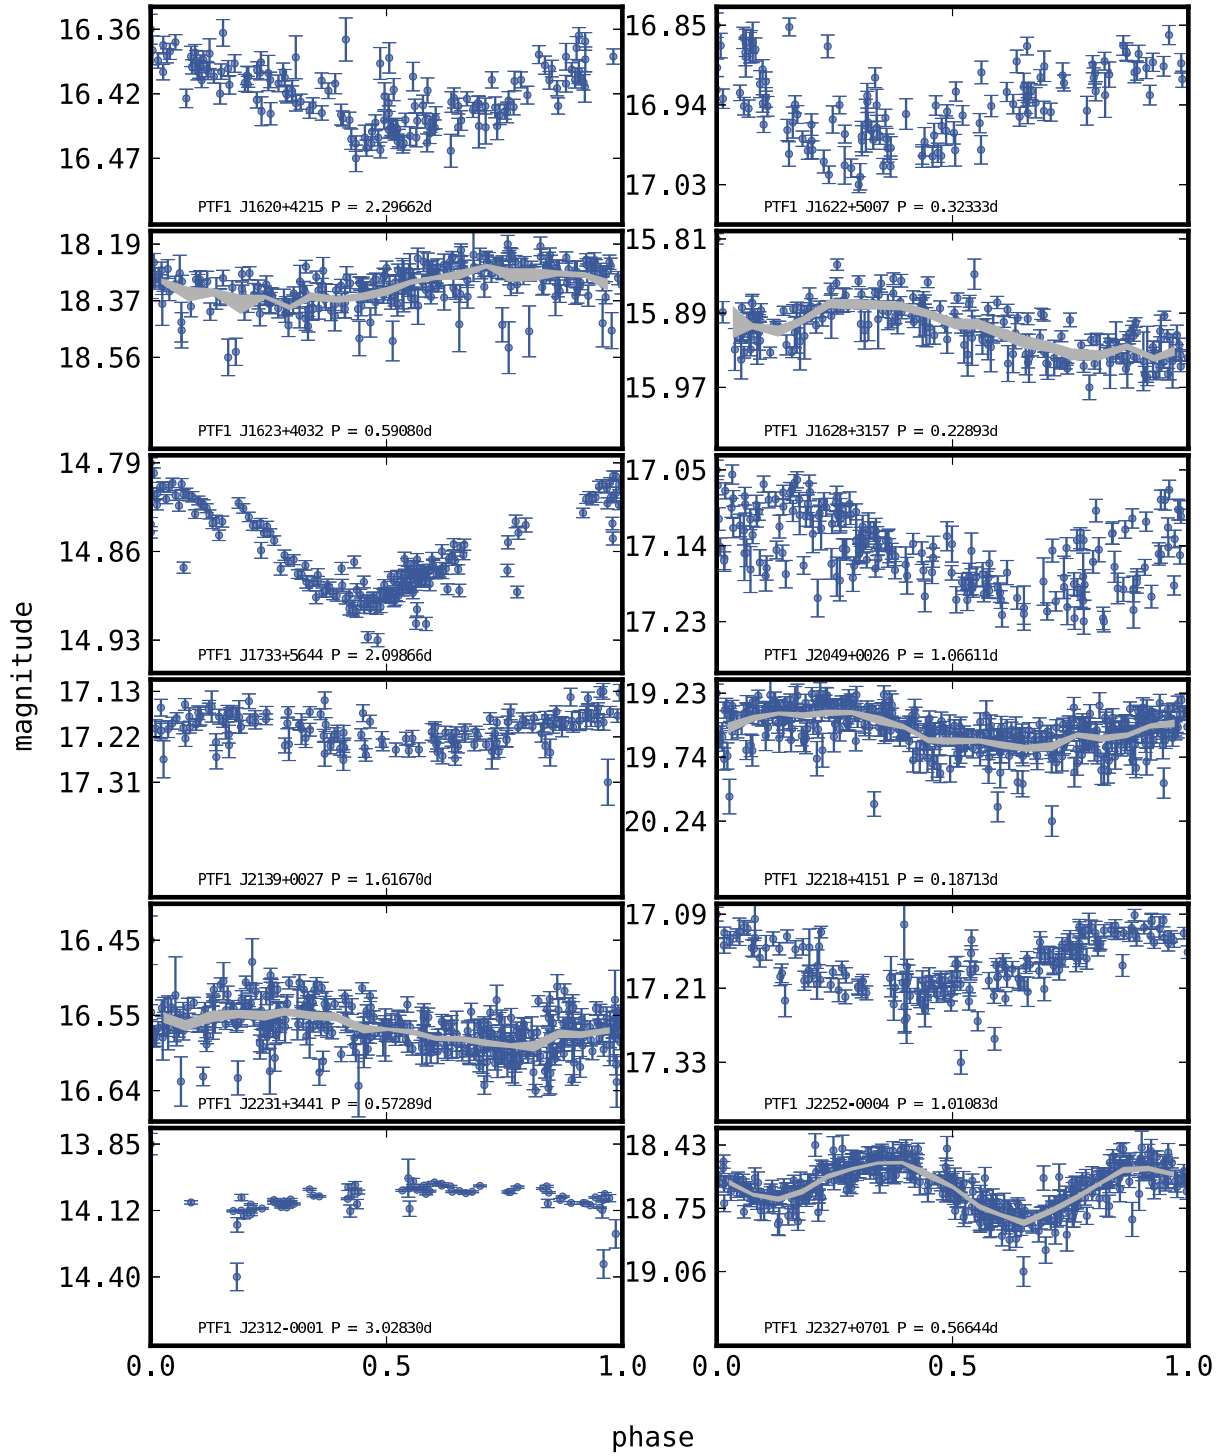 16.36
16.42
16.47
PTF1 J1620+4215 P = 2.29662d
16.85
16.94
17.03
PTF1 J1622+5007 P = 0.32333d
18.19
18.37
18.56
PTF1 J1623+4032 P = 0.59080d
15.81
15.89
15.97
PTF1 J1628+3157 P = 0.22893d
14.79
14.86
14.93
PTF1 J1733+5644 P = 2.09866d
17.05
17.14
17.23
PTF1 J2049+0026 P = 1.06611d
magnitude
17.13
17.22
17.31
PTF1 J2139+0027 P = 1.61670d
19.23
19.74
20.24
PTF1 J2218+4151 P = 0.18713d
16.45
16.55
16.64
PTF1 J2231+3441 P = 0.57289d
17.09
17.21
17.33
PTF1 J2252-0004 P = 1.01083d
13.85
14.12
14.40
PTF1 J2312-0001 P = 3.02830d
18.43
18.75
19.06
PTF1 J2327+0701 P = 0.56644d
0.0 0.5 1.0
0.0 0.5 1.0
phase